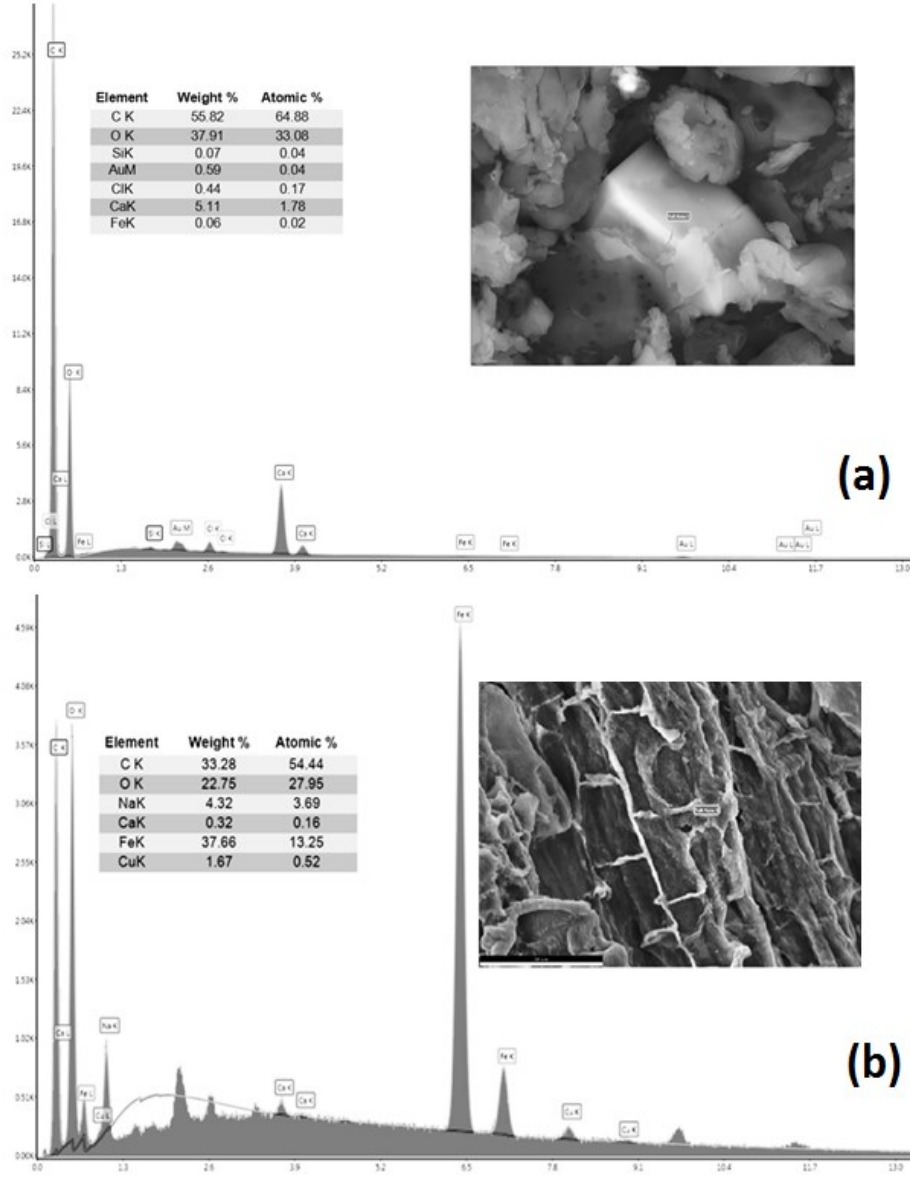 25.2K
22.4K
19.6K
16.8K
14.0K
11.2K
8.4K
5.6K
2.8K
0.0K
C K
O K
Ca L
Cl L
Si L
Fe L
Si K
Au M
Cl K
Cl K
Ca K
Ca K
Fe K
Fe K
Au L
Au L Au L
Au L
Element Weight % Atomic %
C K 55.82 64.88
O K 37.91 33.08
SiK 0.07 0.04
AuM 0.59 0.04
ClK 0.44 0.17
CaK 5.11 1.78
FeK 0.06 0.02
(a)
0.0 1.3 2.6 3.9 5.2 6.5 7.8 9.1 10.4 11.7 13.0
4.59K
4.08K
3.57K
3.06K
2.55K
2.04K
1.53K
1.02K
0.51K
0.00K
C K
O K
Ca L
Fe L
Cu L
Na K
Ca K
Ca K
Fe K
Fe K
Cu K
Cu K
Element Weight % Atomic %
C K 33.28 54.44
O K 22.75 27.95
NaK 4.32 3.69
CaK 0.32 0.16
FeK 37.66 13.25
CuK 1.67 0.52
(b)
0.0 1.3 2.6 3.9 5.2 6.5 7.8 9.1 10.4 11.7 13.0